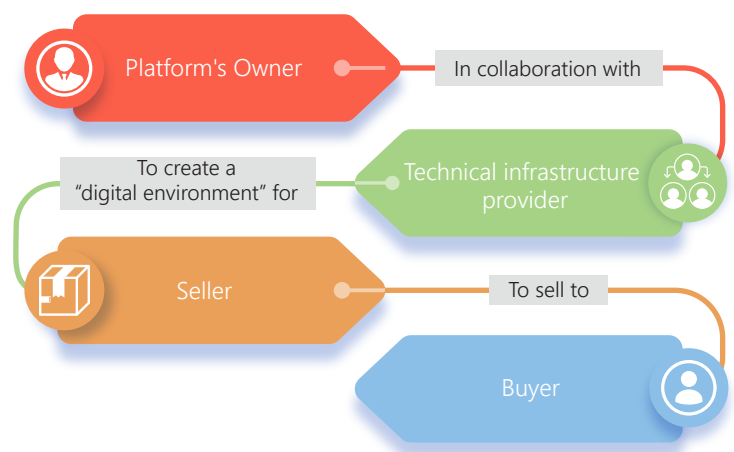 Platform's Owner
In collaboration with
Technical infrastructure
provider
To create a
“digital environment” for
Seller
To sell to
Buyer